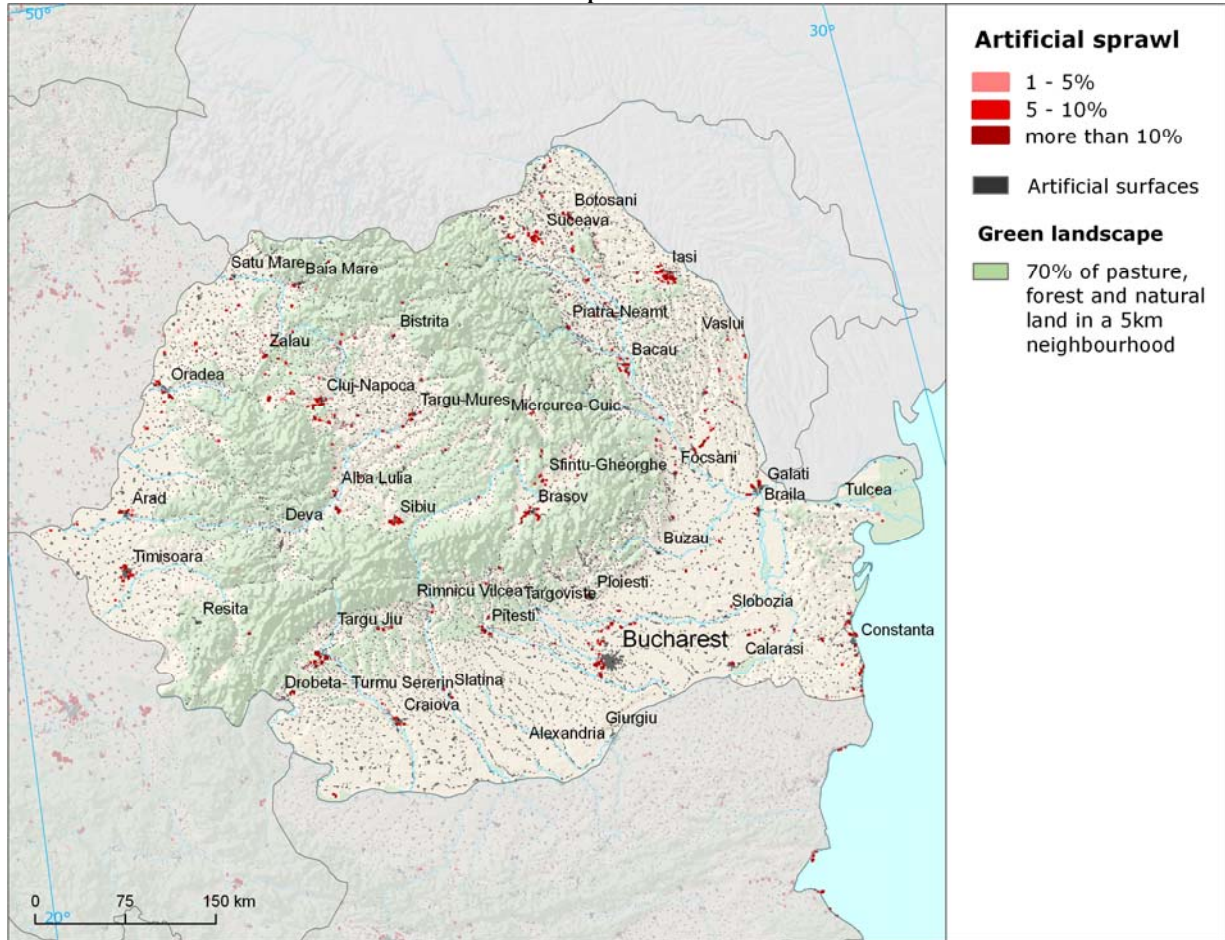 50°
30°
Artificial sprawl
1 - 5%
5 - 10%
more than 10%
Artificial surfaces
Green landscape
70% of pasture,
forest and natural
land in a 5km
neighbourhood
Botosani
Suceava
Iasi
Satu Mare
Baia Mare
Bistrita
Piatra-Neamt
Vaslui
Zalau
Bacau
Oradea
Cluj-Napoca
Targu-Mures
Miercurea-Cuic
Focsani
Sfintu-Gheorghe
Alba Lulia
Galati
Braila
Tulcea
Arad
Deva
Sibiu
Brasov
Buzau
Timisoara
Rimnicu Vilcea
Targoviste
Ploiesti
Resita
Slobozia
Targu Jiu
Pitesti
Bucharest
Constanta
Calarasi
Drobeta- Turmu Sererin
Slatina
Craiova
Giurgiu
Alexandria
0 75 150 km
20°